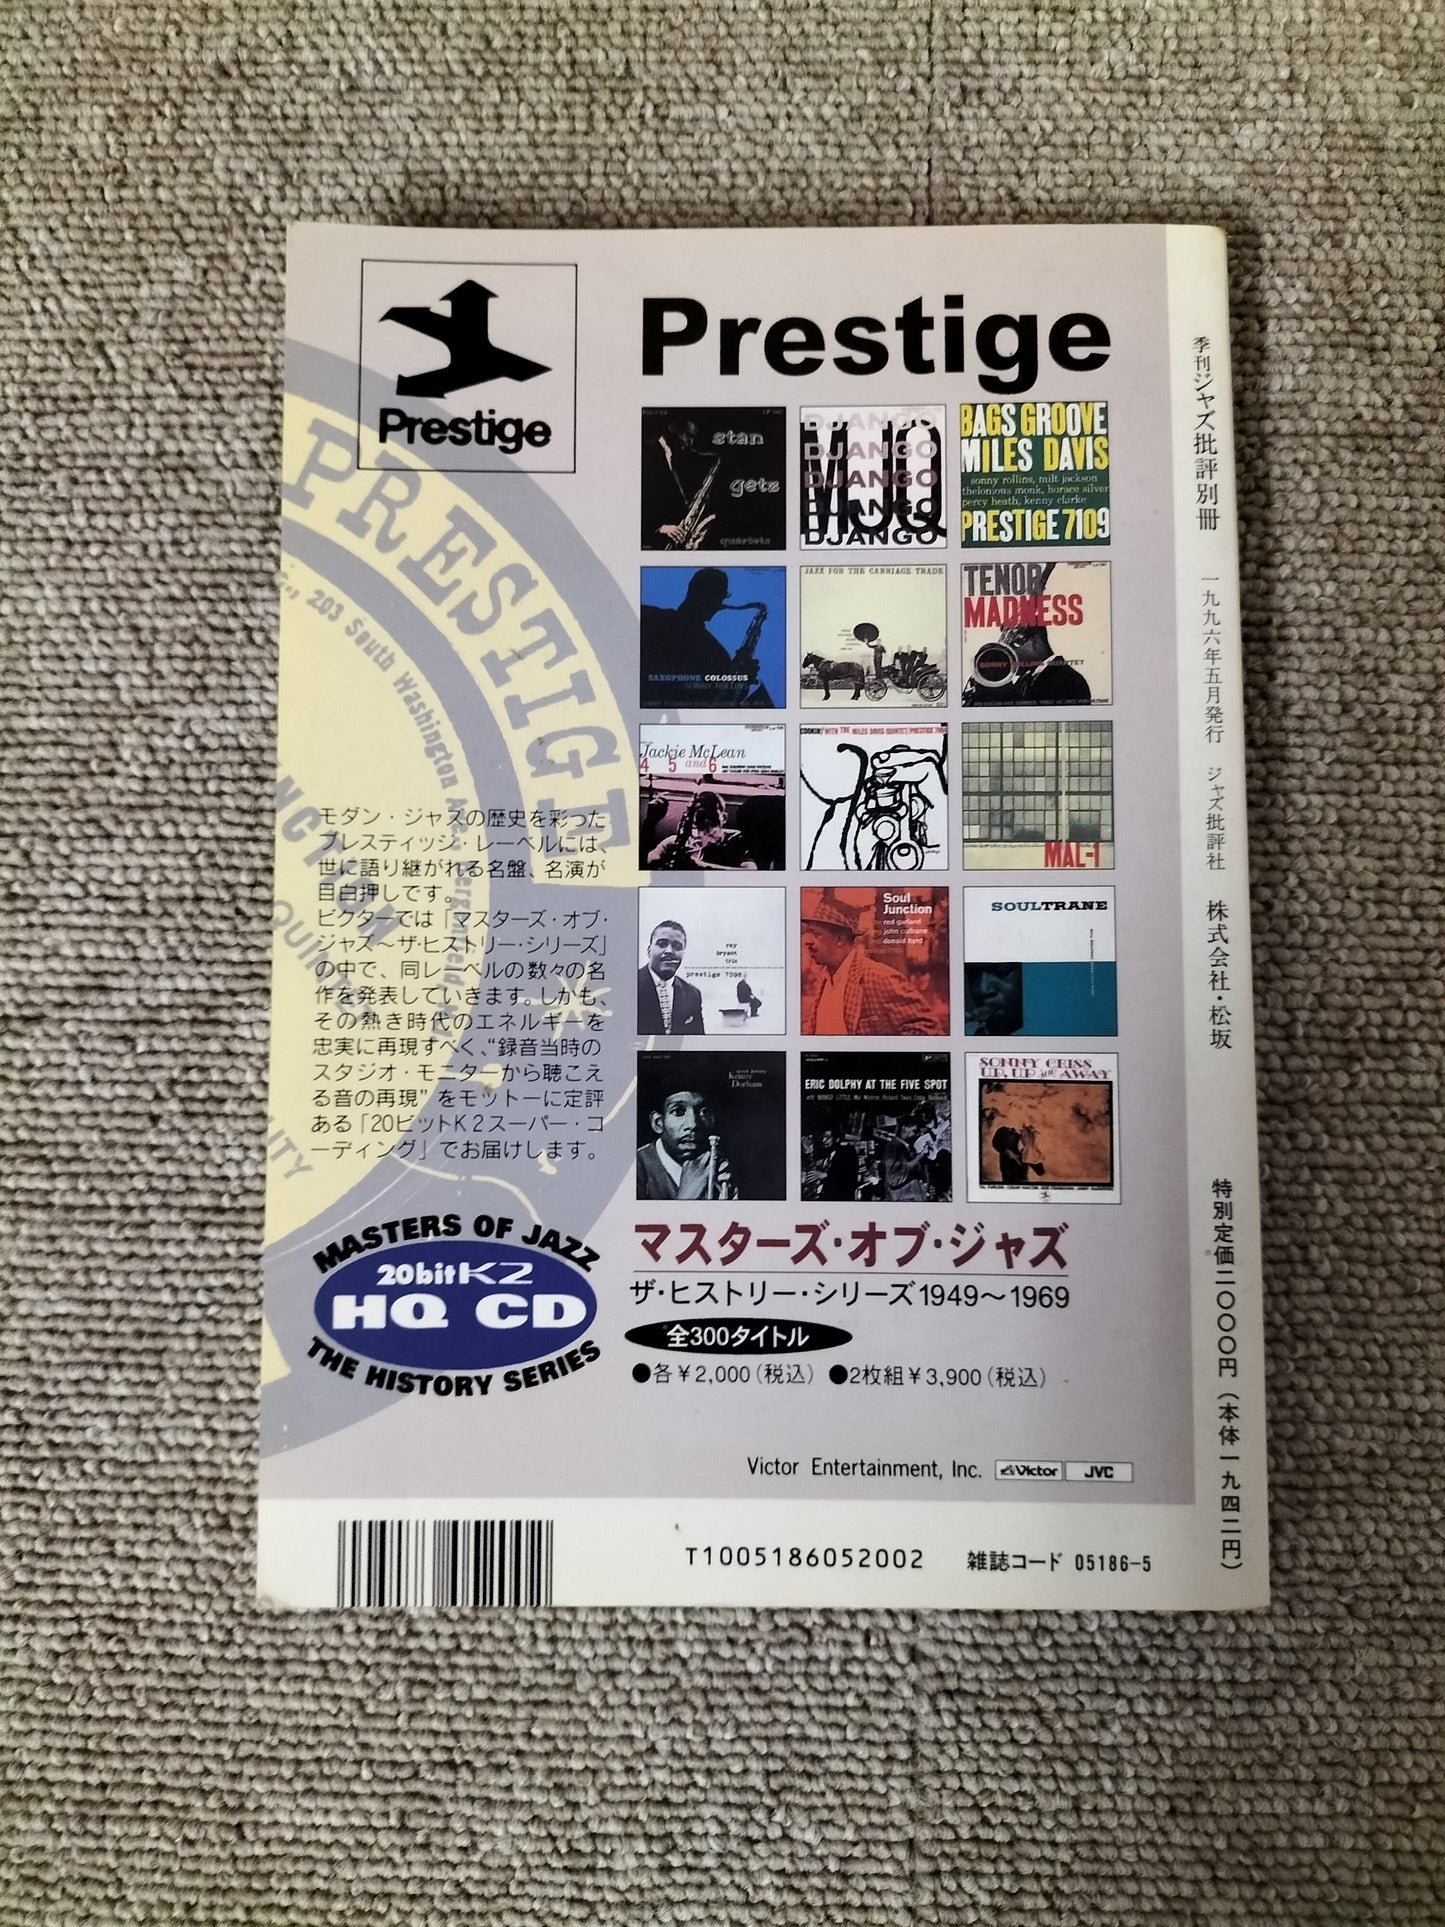 Prestige
Prestige
PRESTIGE
203 South Washington
stan
getz
quartets
DJANGO
DJANGO
DJANGO
DJANGO
DJANGO
MJQ
BAGS GROOVE
MILES DAVIS
sonny rollins, milt jackson
thelonious monk, horace silver
percy heath, kenny clarke
PRESTIGE 7109
SAXOPHONE COLOSSUS
SONNY ROLLINS
JAZZ FOR THE CARRIAGE TRADE
TENOR
MADNESS
SONNY ROLLINS QUARTET
Jackie McLean
4 5 and 6
COOKIN' WITH THE MILES DAVIS QUINTET/PRESTIGE 7094
MAL-1
ray
bryant
trio
prestige 7098
Soul
Junction
red garland
john coltrane
and donald byrd
SOULTRANE
Kenny
Dorham
ERIC DOLPHY AT THE FIVE SPOT
SONNY CRISS
UP, UP AND AWAY
モダン・ジャズの歴史を彩った
プレスティッジ・レーベルには、
世に語り継がれる名盤、名演が
目白押しです。
ビクターでは「マスターズ・オブ・
ジャズ〜ザ・ヒストリー・シリーズ」
の中で、同レーベルの数々の名
作を発表していきます。しかも、
その熱き時代のエネルギーを
忠実に再現すべく、“録音当時の
スタジオ・モニターから聴こえ
る音の再現”をモットーに定評
ある「20ビットK2スーパー・コ
ーディング」でお届けします。
MASTERS OF JAZZ
20bit K2
HQ CD
THE HISTORY SERIES
マスターズ・オブ・ジャズ
ザ・ヒストリー・シリーズ1949〜1969
全300タイトル
●各¥2,000(税込) ●2枚組¥3,900(税込)
Victor Entertainment, Inc. Victor JVC
T1005186052002 雑誌コード 05186-5
季刊ジャズ批評別冊 一九九六年五月発行 ジャズ批評社 株式会社・松坂 特別定価二〇〇〇円(本体一九四二円)